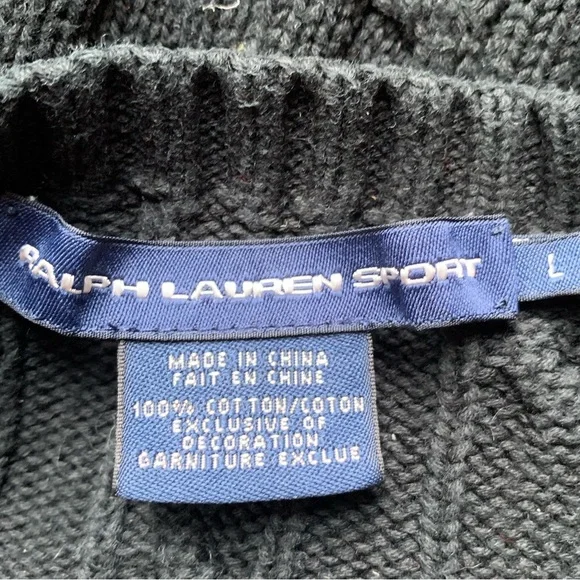 RALPH LAUREN SPORT
L
MADE IN CHINA
FAIT EN CHINE
100% COTTON/COTON
EXCLUSIVE OF
DECORATION
GARNITURE EXCLUE